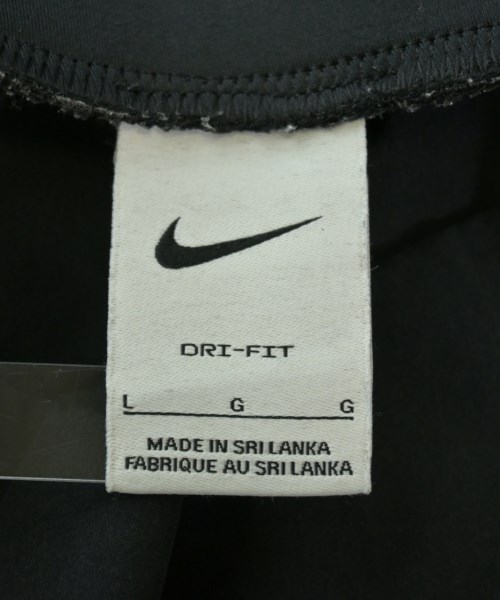 DRI-FIT
L G G
MADE IN SRI LANKA
FABRIQUE AU SRI LANKA